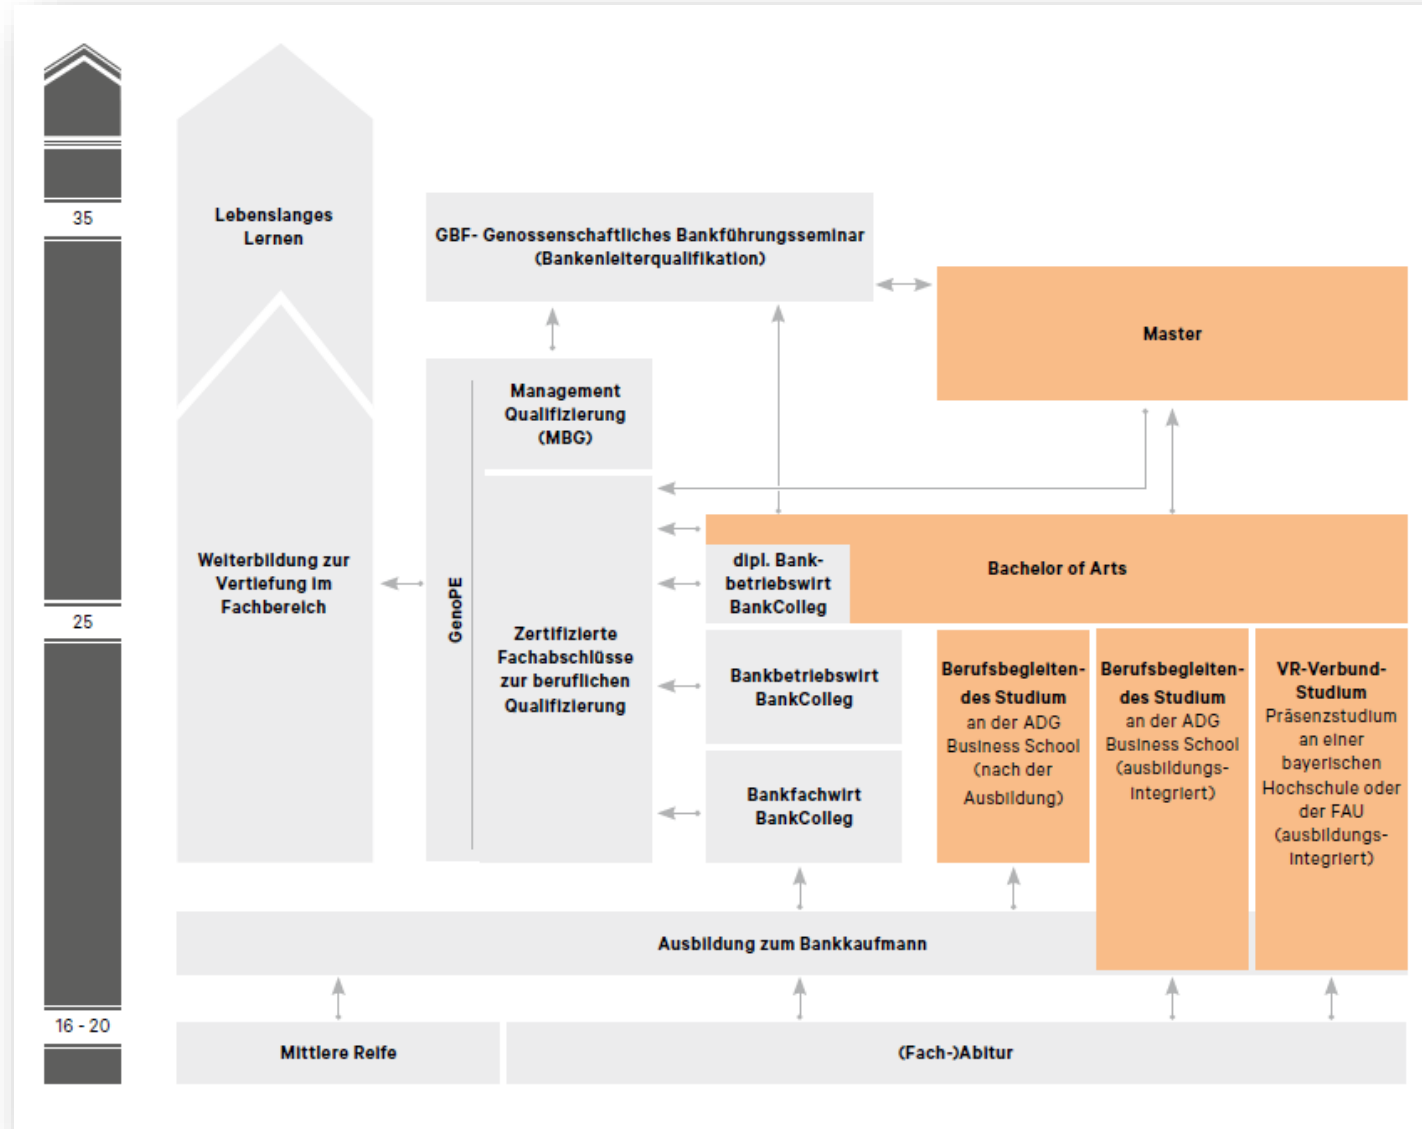 35
25
16 - 20
Lebenslanges
Lernen
Weiterbildung zur
Vertiefung im
Fachbereich
GBF- Genossenschaftliches Bankführungsseminar
(Bankenleiterqualifikation)
Master
GenoPE
Management
Qualifizierung
(MBG)
Zertifizierte
Fachabschlüsse
zur beruflichen
Qualifizierung
Bachelor of Arts
dipl. Bank-
betriebswirt
BankColleg
Bankbetriebswirt
BankColleg
Bankfachwirt
BankColleg
Berufsbegleiten-
des Studium
an der ADG
Business School
(nach der
Ausbildung)
Berufsbegleiten-
des Studium
an der ADG
Business School
(ausbildungs-
integriert)
VR-Verbund-
Studium
Präsenzstudium
an einer
bayerischen
Hochschule oder
der FAU
(ausbildungs-
integriert)
Ausbildung zum Bankkaufmann
Mittlere Reife
(Fach-)Abitur